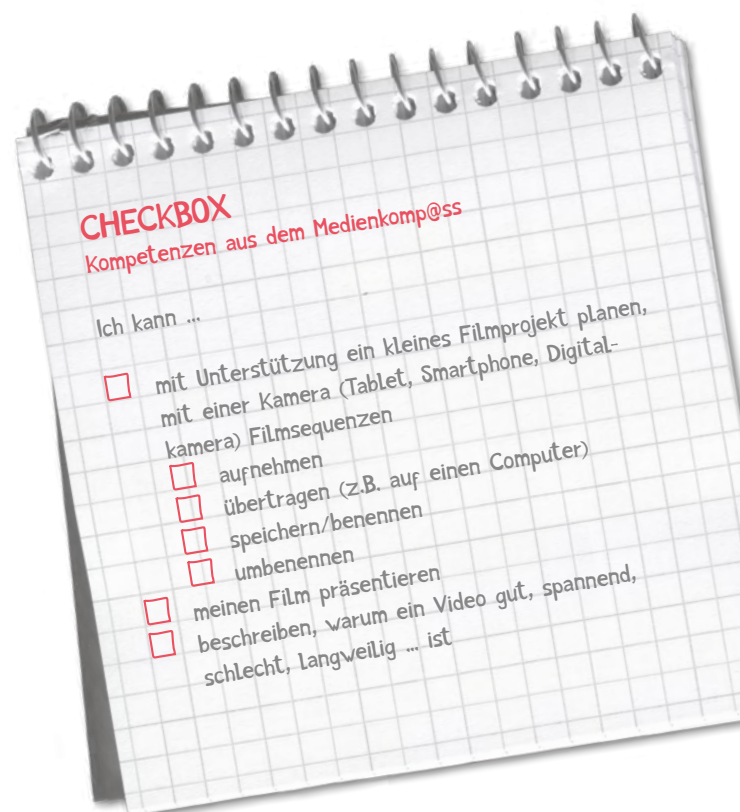 CHECKBOX
Kompetenzen aus dem Medienkomp@ss
Ich kann ...
mit Unterstützung ein kleines Filmprojekt planen,
mit einer Kamera (Tablet, Smartphone, Digital-
kamera) Filmsequenzen
aufnehmen
übertragen (z.B. auf einen Computer)
speichern/benennen
umbenennen
meinen Film präsentieren
beschreiben, warum ein Video gut, spannend,
schlecht, langweilig ... ist